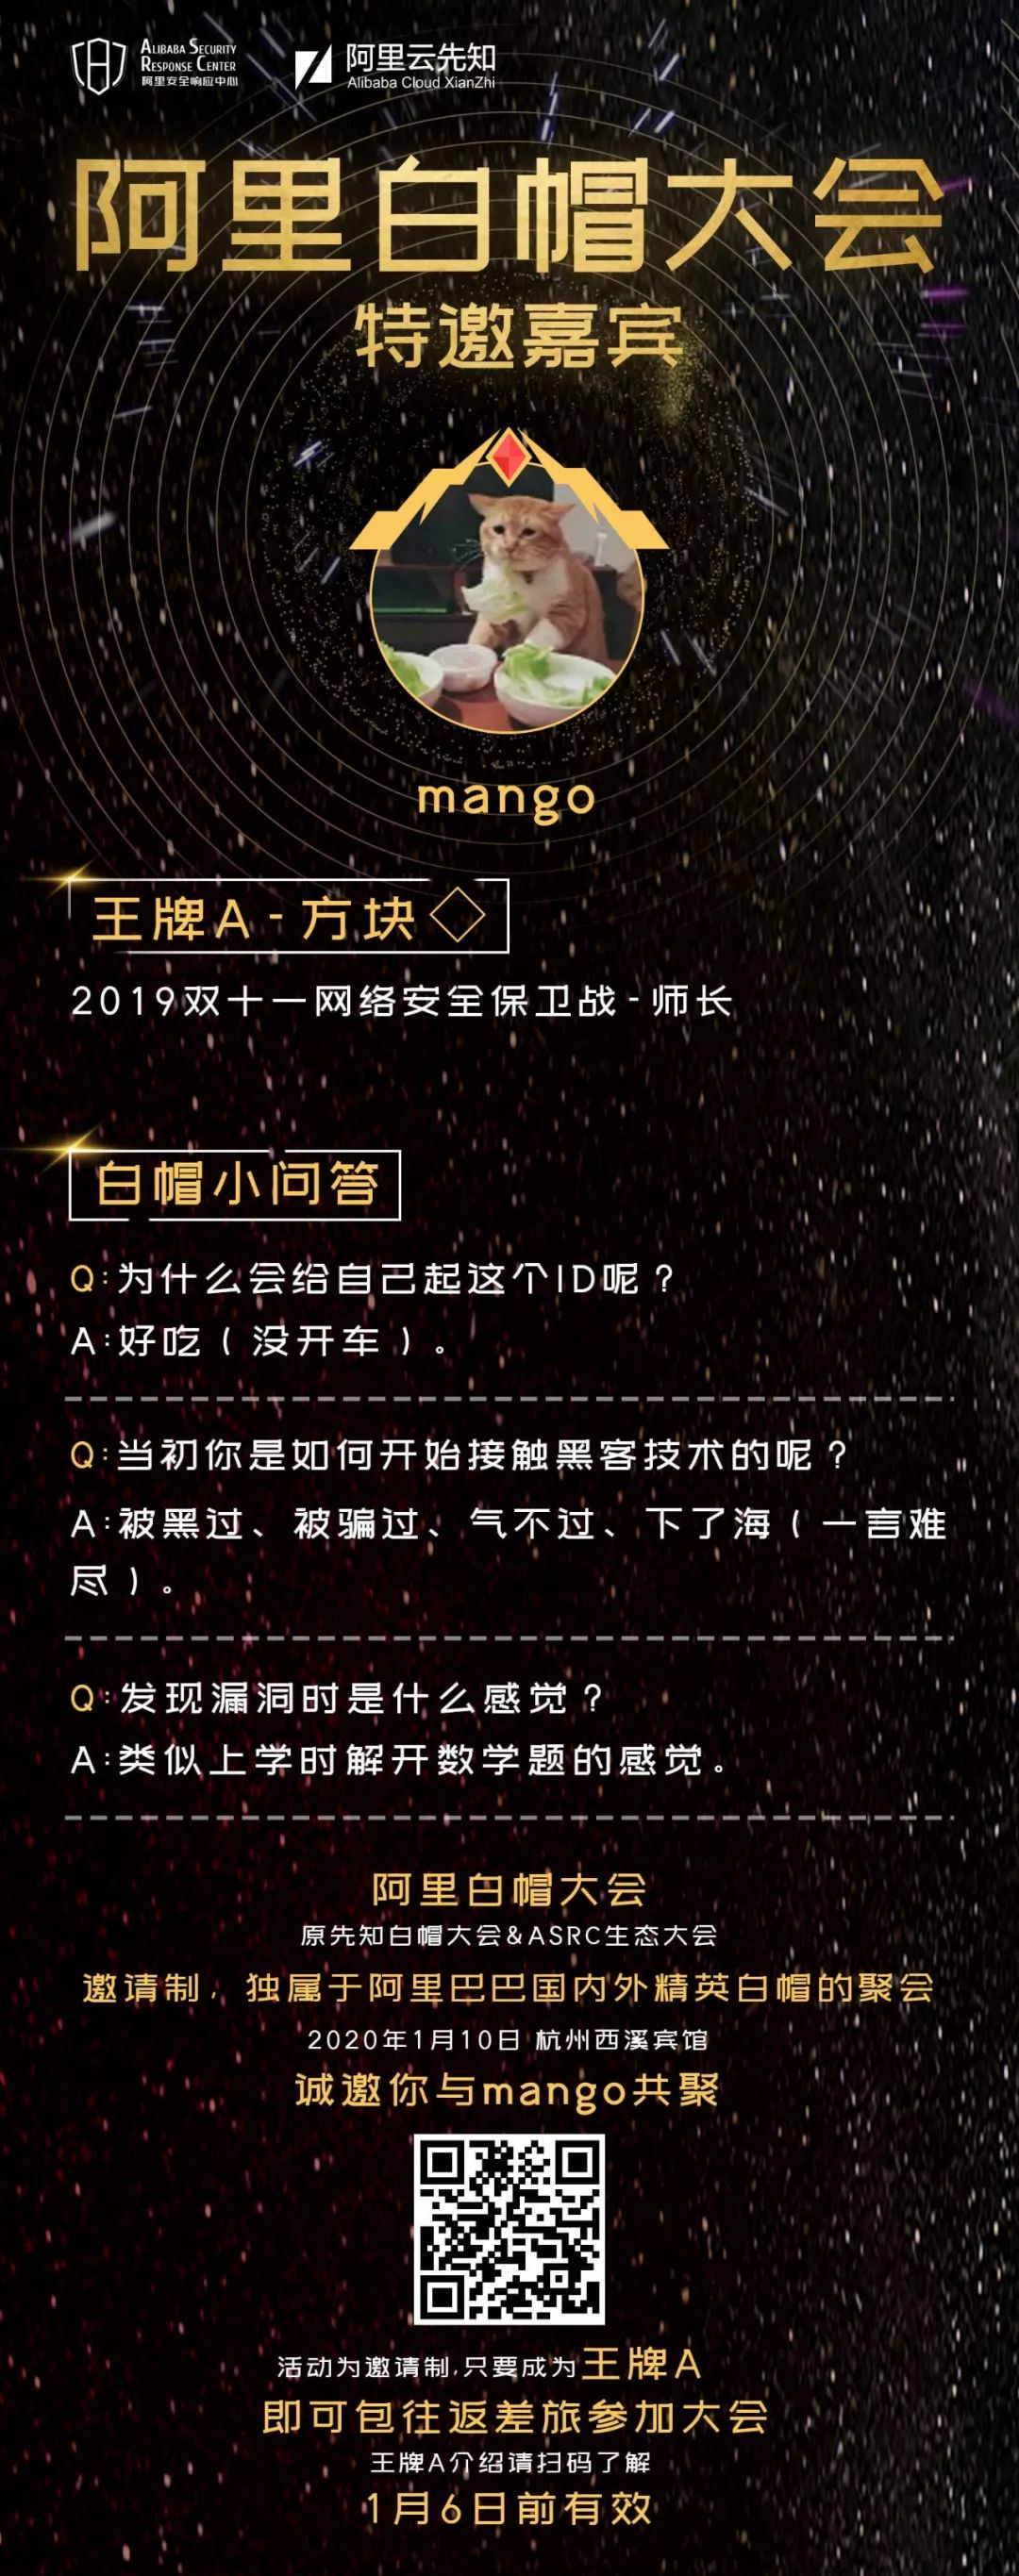 ALIBABA SECURITY
RESPONSE CENTER
阿里安全响应中心
阿里云先知
Alibaba Cloud XianZhi
阿里白帽大会
特邀嘉宾
mango
王牌A-方块
2019双十一网络安全保卫战-师长
白帽小问答
Q:为什么会给自己起这个ID呢?
A:好吃(没开车)。
Q:当初你是如何开始接触黑客技术的呢?
A:被黑过、被骗过、气不过、下了海(一言难
尽)。
Q:发现漏洞时是什么感觉?
A:类似上学时解开数学题的感觉。
阿里白帽大会
原先知白帽大会&ASRC生态大会
邀请制,独属于阿里巴巴国内外精英白帽的聚会
2020年1月10日 杭州西溪宾馆
诚邀你与mango共聚
活动为邀请制,只要成为王牌A
即可包往返差旅参加大会
王牌A介绍请扫码了解
1月6日前有效